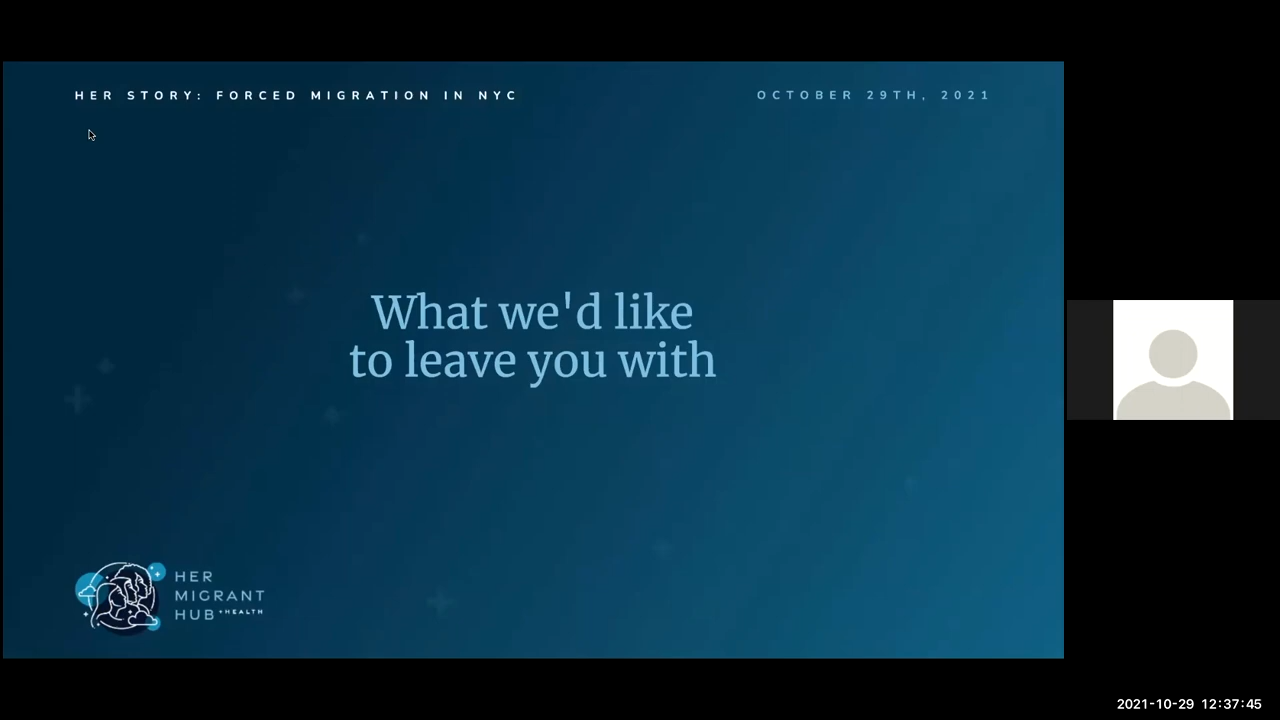 HER STORY: FORCED MIGRATION IN NYC
OCTOBER 29TH, 2021
What we'd like
to leave you with
HER
MIGRANT
HUB +HEALTH
2021-10-29 12:37:45